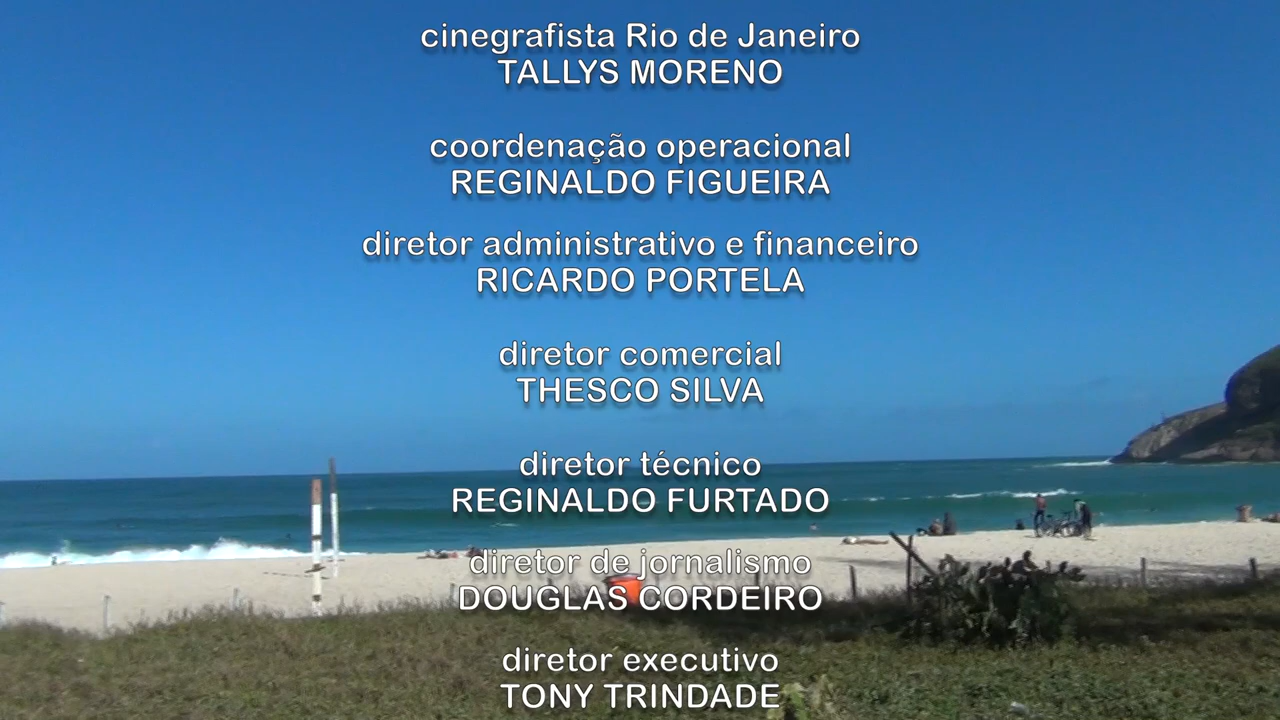 cinegrafista Rio de Janeiro
TALLYS MORENO
coordenação operacional
REGINALDO FIGUEIRA
diretor administrativo e financeiro
RICARDO PORTELA
diretor comercial
THESCO SILVA
diretor técnico
REGINALDO FURTADO
diretor de jornalismo
DOUGLAS CORDEIRO
diretor executivo
TONY TRINDADE